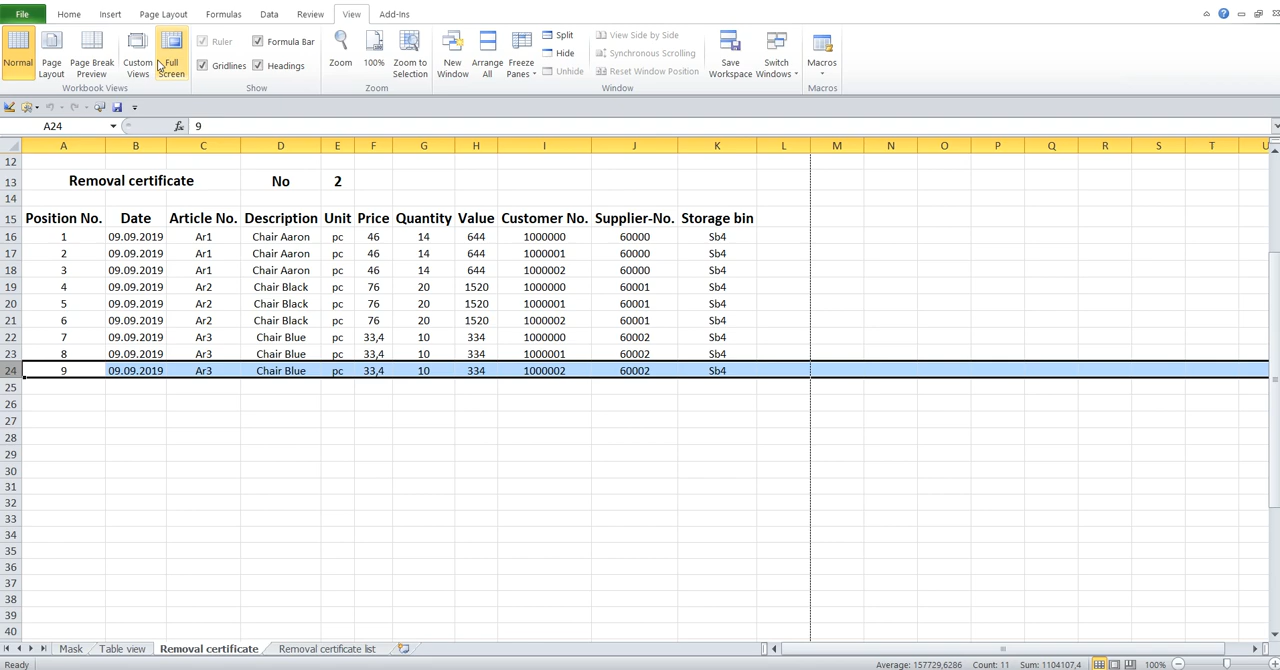 File Home Insert Page Layout Formulas Data Review View Add-Ins
Normal Page Layout Page Break Preview Custom Views Full Screen
Workbook Views
Ruler Formula Bar
Gridlines Headings
Show
Zoom 100% Zoom to Selection
Zoom
New Window Arrange All Freeze Panes
Split
Hide
Unhide
View Side by Side
Synchronous Scrolling
Reset Window Position
Window
Save Workspace Switch Windows
Macros
Macros
A24 fx 9
A B C D E F G H I J K L M N O P Q R S T U
12
13 Removal certificate No 2
14
15 Position No. Date Article No. Description Unit Price Quantity Value Customer No. Supplier-No. Storage bin
16 1 09.09.2019 Ar1 Chair Aaron pc 46 14 644 1000000 60000 Sb4
17 2 09.09.2019 Ar1 Chair Aaron pc 46 14 644 1000001 60000 Sb4
18 3 09.09.2019 Ar1 Chair Aaron pc 46 14 644 1000002 60000 Sb4
19 4 09.09.2019 Ar2 Chair Black pc 76 20 1520 1000000 60001 Sb4
20 5 09.09.2019 Ar2 Chair Black pc 76 20 1520 1000001 60001 Sb4
21 6 09.09.2019 Ar2 Chair Black pc 76 20 1520 1000002 60001 Sb4
22 7 09.09.2019 Ar3 Chair Blue pc 33,4 10 334 1000000 60002 Sb4
23 8 09.09.2019 Ar3 Chair Blue pc 33,4 10 334 1000001 60002 Sb4
24 9 09.09.2019 Ar3 Chair Blue pc 33,4 10 334 1000002 60002 Sb4
25
26
27
28
29
30
31
32
33
34
35
36
37
38
39
40
Mask Table view Removal certificate Removal certificate list
Ready Average: 157729,6286 Count: 11 Sum: 1104107,4 100%